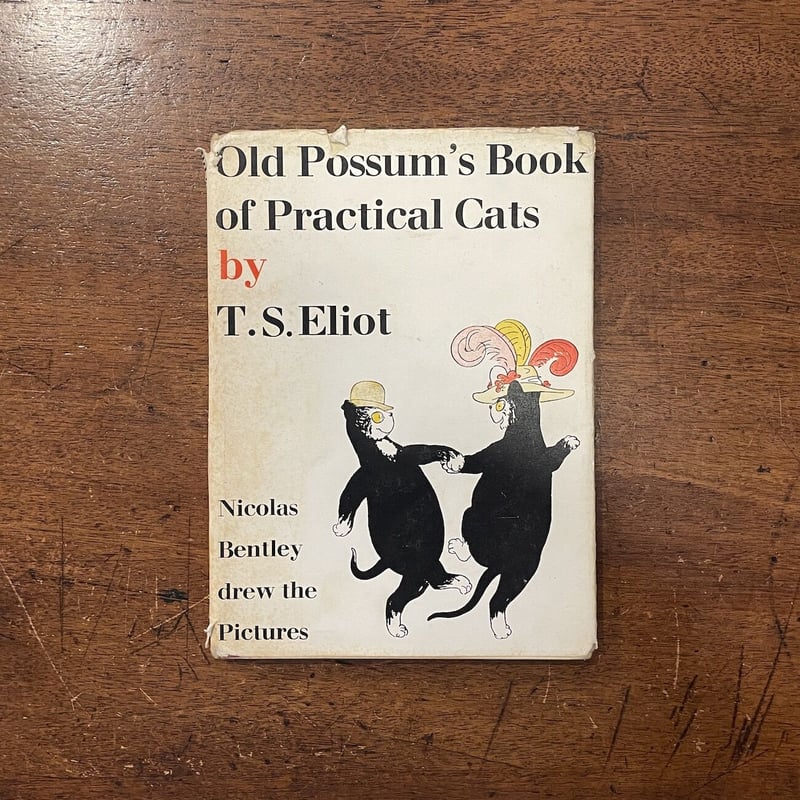 Old Possum's Book
of Practical Cats
by
T. S. Eliot
Nicolas
Bentley
drew the
Pictures